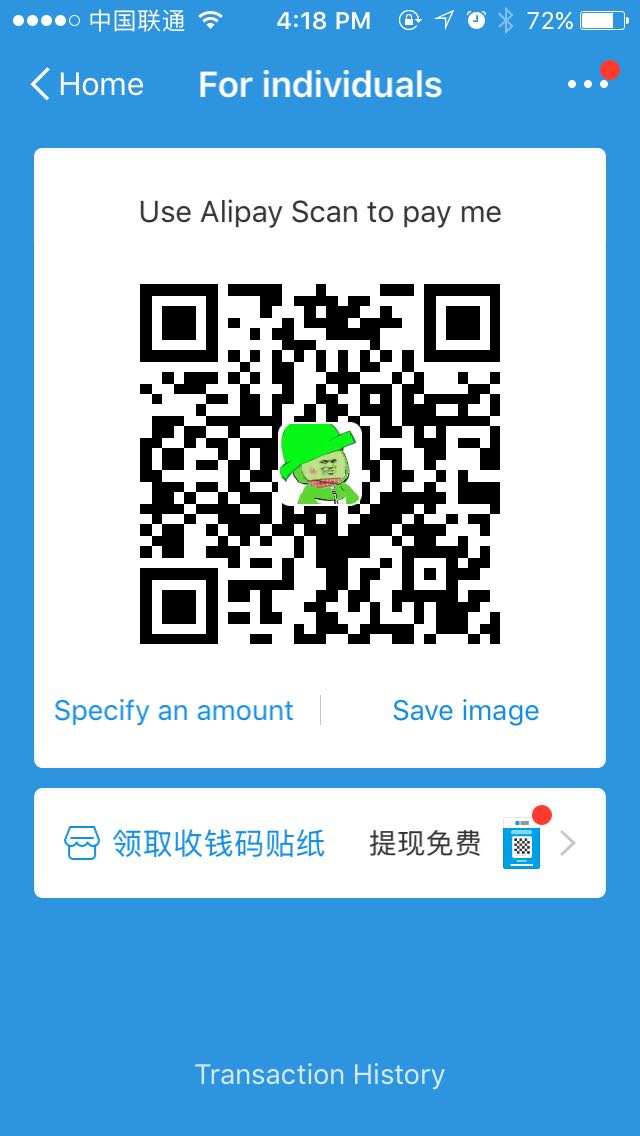 中国联通 4:18 PM 72%
Home For individuals
Use Alipay Scan to pay me
Specify an amount Save image
领取收钱码贴纸 提现免费
Transaction History